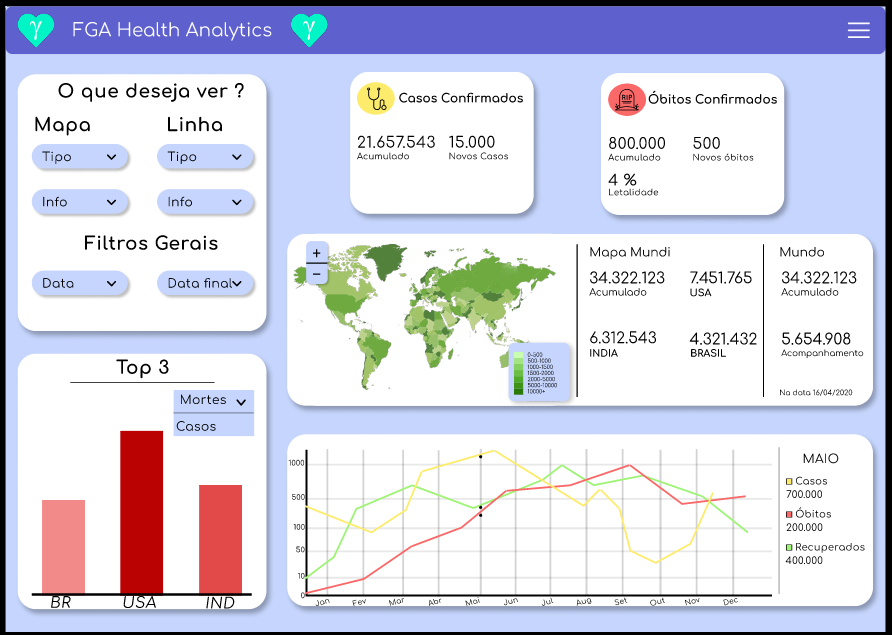 γ FGA Health Analytics γ
O que deseja ver ?
Mapa Linha
Tipo Tipo
Info Info
Filtros Gerais
Data Data final
Casos Confirmados
21.657.543 15.000
Acumulado Novos Casos
RIP
Óbitos Confirmados
800.000 500
Acumulado Novos óbitos
4 %
Letalidade
+
−
0-500
500-1000
1000-1500
1500-2000
2000-5000
5000-10000
10000+
Mapa Mundi
34.322.123 7.451.765
Acumulado USA
6.312.543 4.321.432
INDIA BRASIL
Mundo
34.322.123
Acumulado
5.654.908
Acompanhamento
Na data 16/04/2020
Top 3
Mortes
Casos
BR USA IND
1000
500
100
50
10
0
Jan Fev Mar Abr Mai Jun Jul Aug Set Out Nov Dec
MAIO
Casos
700.000
Óbitos
200.000
Recuperados
400.000